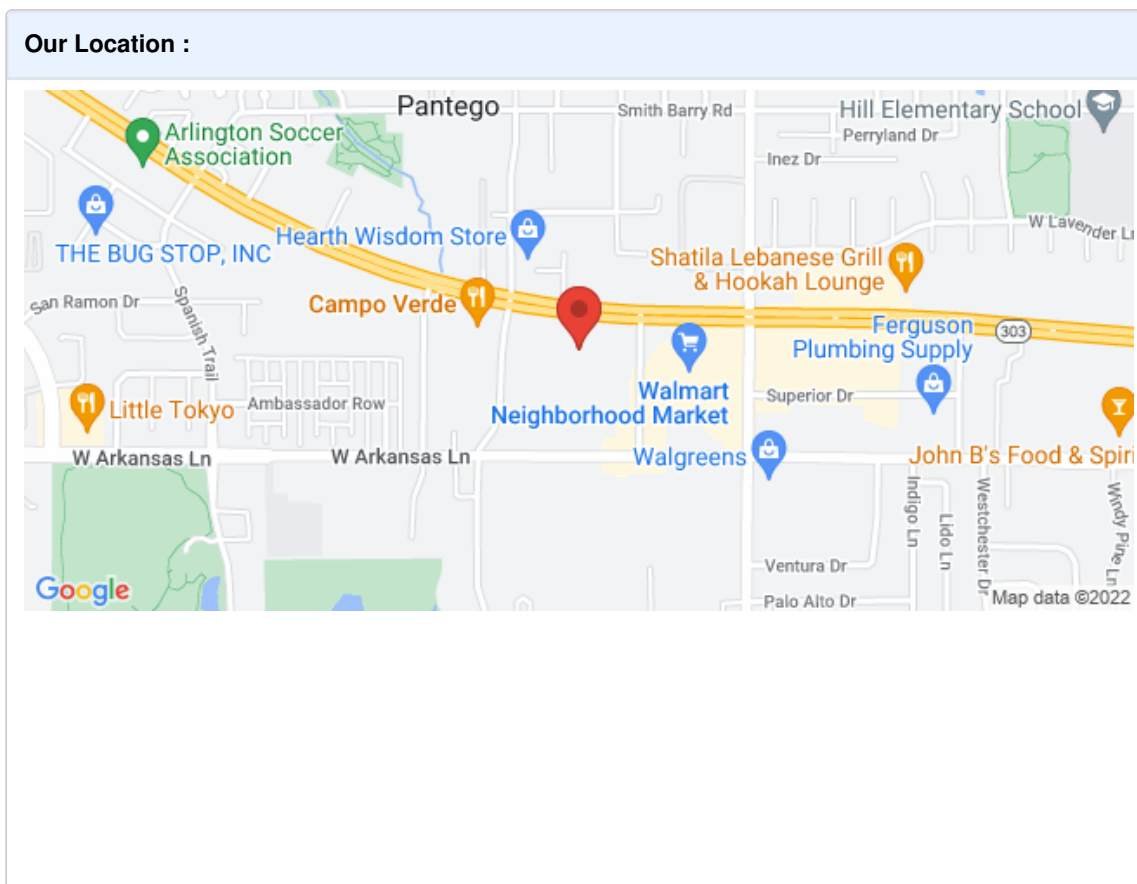 Our Location :
Pantego
Smith Barry Rd
Hill Elementary School
Arlington Soccer
Association
Perryland Dr
Inez Dr
W Lavender Ln
Hearth Wisdom Store
THE BUG STOP, INC
Shatila Lebanese Grill
& Hookah Lounge
San Ramon Dr
Spanish Trail
Campo Verde
Ferguson
Plumbing Supply
303
Walmart
Neighborhood Market
Superior Dr
Little Tokyo
Ambassador Row
W Arkansas Ln
W Arkansas Ln
Walgreens
John B's Food & Spiri
Indigo Ln
Lido Ln
Westchester Dr
Windy Pine Ln
Ventura Dr
Palo Alto Dr
Google
Map data ©2022